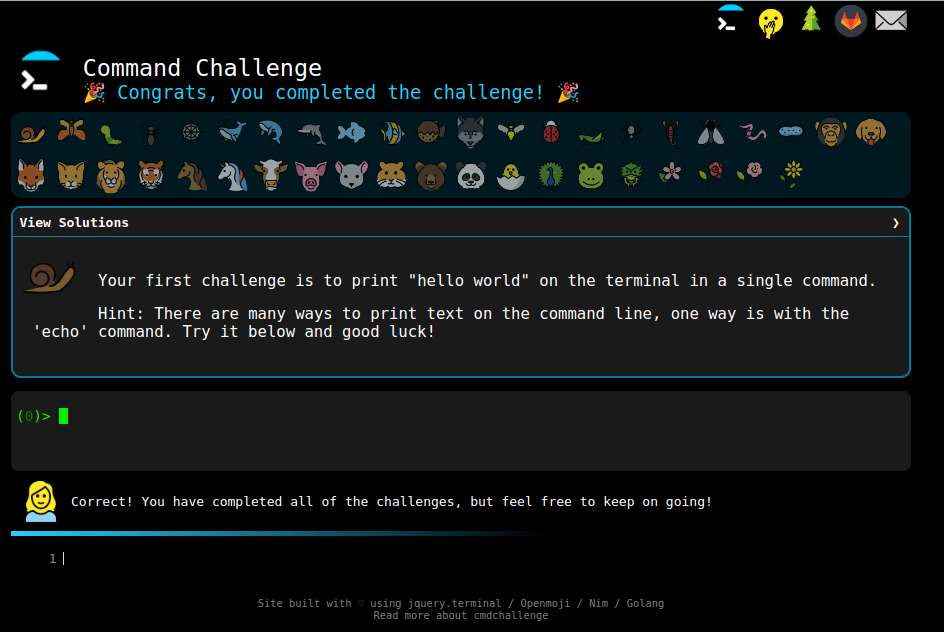 Command Challenge
🎉 Congrats, you completed the challenge! 🎉
View Solutions ❯
Your first challenge is to print "hello world" on the terminal in a single command.
Hint: There are many ways to print text on the command line, one way is with the
'echo' command. Try it below and good luck!
(0)>
Correct! You have completed all of the challenges, but feel free to keep on going!
1
Site built with ♡ using jquery.terminal / Openmoji / Nim / Golang
Read more about cmdchallenge